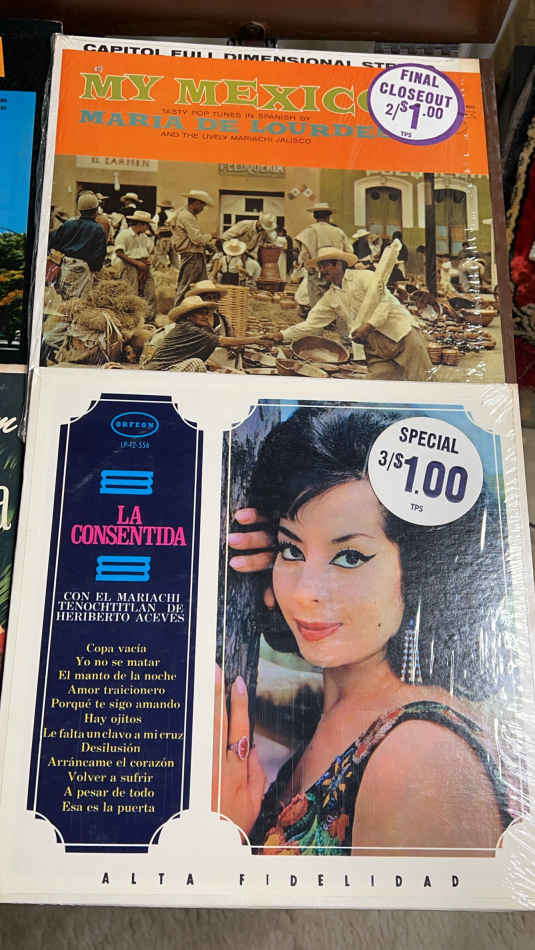 CAPITOL FULL DIMENSIONAL
MY MEXICO
TASTY POP TUNES IN SPANISH BY
MARIA DE LOURDES
AND THE LIVELY MARIACHI JALISCO
FINAL
CLOSEOUT
2/$1.00
TPS
EL CARMEN
ORFEON
LP-12-556
LA
CONSENTIDA
CON EL MARIACHI
TENOCHTITLAN DE
HERIBERTO ACEVES
Copa vacía
Yo no se matar
El manto de la noche
Amor traicionero
Porqué te sigo amando
Hay ojitos
Le falta un clavo a mi cruz
Desilusión
Arráncame el corazón
Volver a sufrir
A pesar de todo
Esa es la puerta
SPECIAL
3/$1.00
TPS
ALTA FIDELIDAD